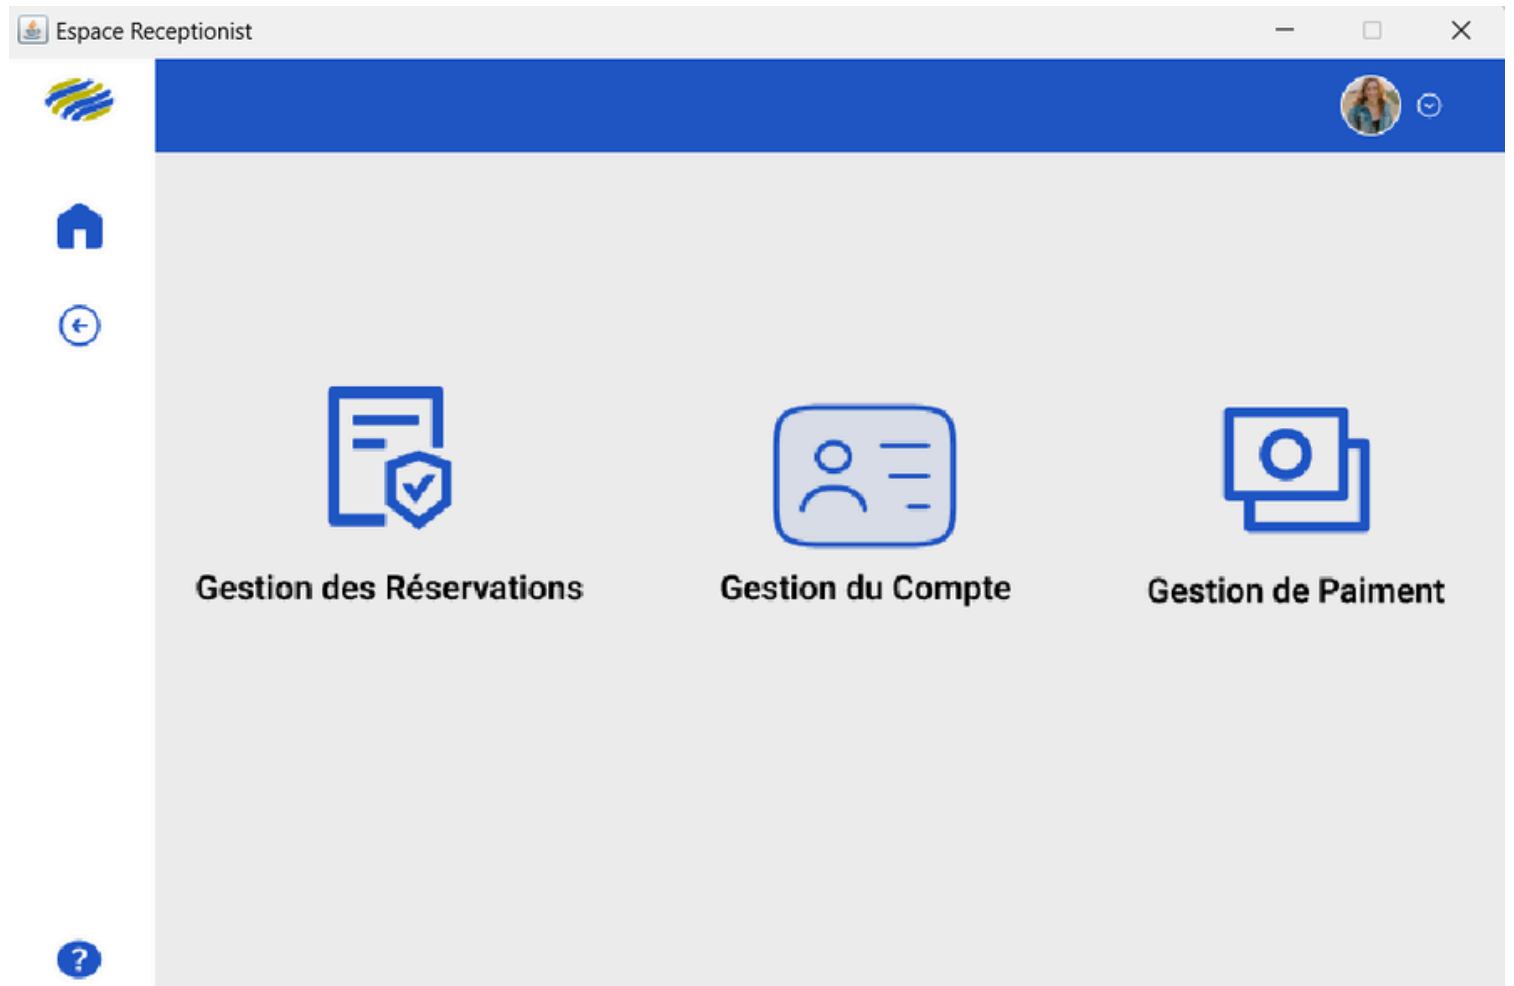 Espace Receptionist
Gestion des Réservations
Gestion du Compte
Gestion de Paiment
?